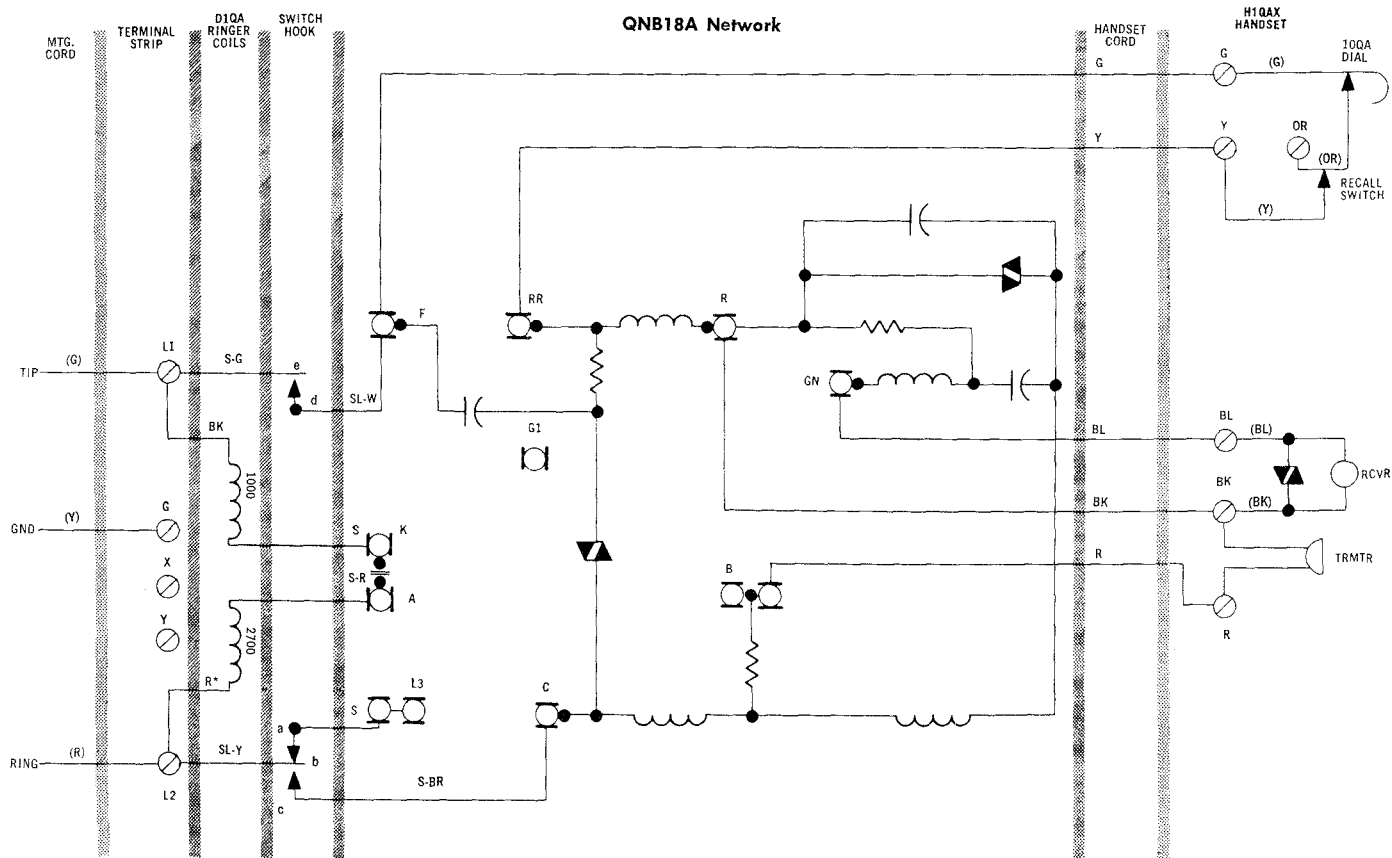 QNB18A Network
MTG.
CORD
TERMINAL
STRIP
D1QA
RINGER
COILS
SWITCH
HOOK
HANDSET
CORD
H1QAX
HANDSET
10QA
DIAL
G
G
(G)
Y
Y
OR
(OR)
RECALL
SWITCH
(Y)
F
RR
R
L1
TIP
(G)
S-G
e
d
SL-W
GN
BK
G1
BL
BL
(BL)
RCVR
1000
BK
BK
(BK)
G
GND
(Y)
S
K
TRMTR
X
S-R
A
B
R
R
Y
2700
R*
C
L3
S
a
RING
(R)
SL-Y
b
L2
c
S-BR